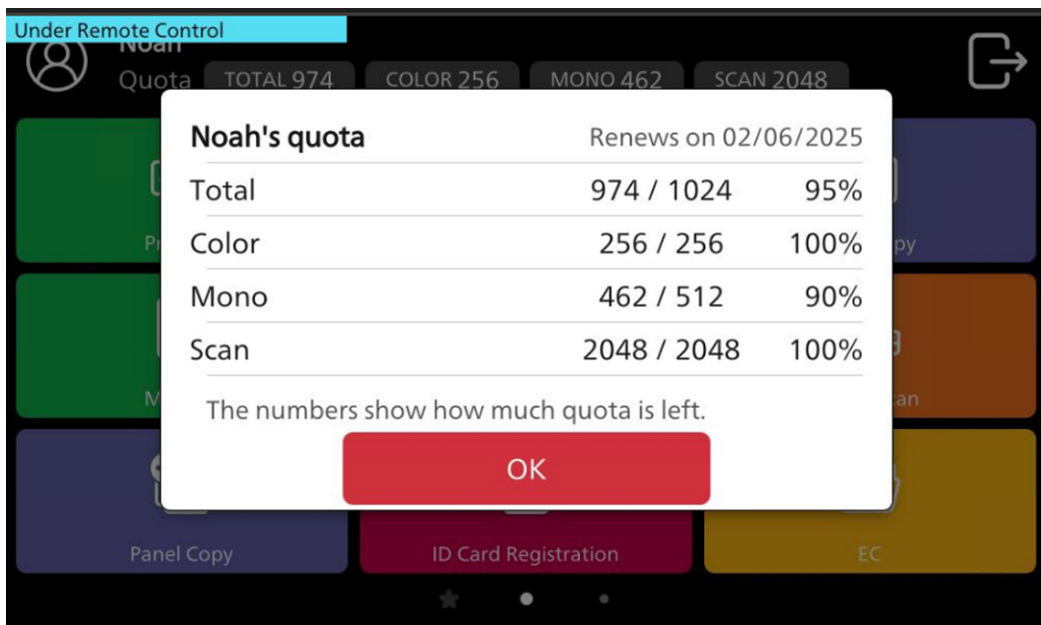 Under Remote Control
Noah
Quota TOTAL 974 COLOR 256 MONO 462 SCAN 2048
Noah's quota Renews on 02/06/2025
Total 974 / 1024 95%
Color 256 / 256 100%
Mono 462 / 512 90%
Scan 2048 / 2048 100%
The numbers show how much quota is left.
OK
Panel Copy ID Card Registration EC